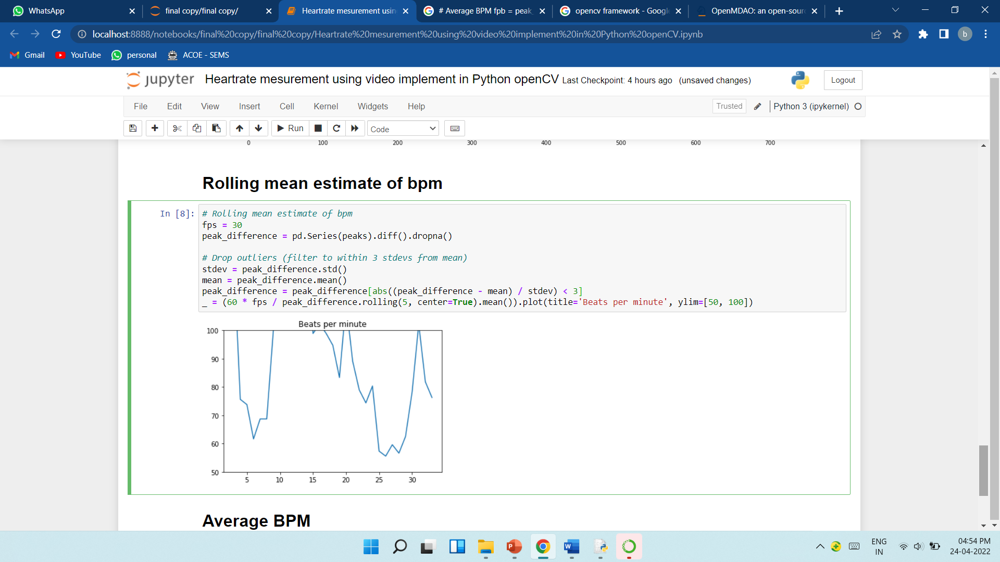 WhatsApp
final copy/final copy/
Heartrate mesurement usin
# Average BPM fpb = peak_
opencv framework - Google
OpenMDAO: an open-sour
localhost:8888/notebooks/final%20copy/final%20copy/Heartrate%20mesurement%20using%20video%20implement%20in%20Python%20openCV.ipynb
b
Gmail YouTube personal ACOE - SEMS
jupyter Heartrate mesurement using video implement in Python openCV Last Checkpoint: 4 hours ago (unsaved changes)
Logout
File Edit View Insert Cell Kernel Widgets Help
Trusted Python 3 (ipykernel)
Run Code
0 100 200 300 400 500 600 700
Rolling mean estimate of bpm
In [8]: # Rolling mean estimate of bpm
fps = 30
peak_difference = pd.Series(peaks).diff().dropna()
# Drop outliers (filter to within 3 stdevs from mean)
stdev = peak_difference.std()
mean = peak_difference.mean()
peak_difference = peak_difference[abs((peak_difference - mean) / stdev) < 3]
_ = (60 * fps / peak_difference.rolling(5, center=True).mean()).plot(title='Beats per minute', ylim=[50, 100])
Beats per minute
100
90
80
70
60
50
5 10 15 20 25 30
Average BPM
P
W
ENG
IN
04:54 PM
24-04-2022